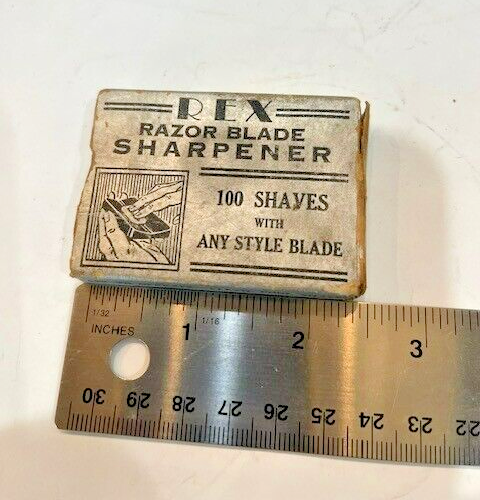 REX
RAZOR BLADE
SHARPENER
100 SHAVES
WITH
ANY STYLE BLADE
1/32
1/16
INCHES
1
2
3
30 29 28 27 26 25 24 23 22